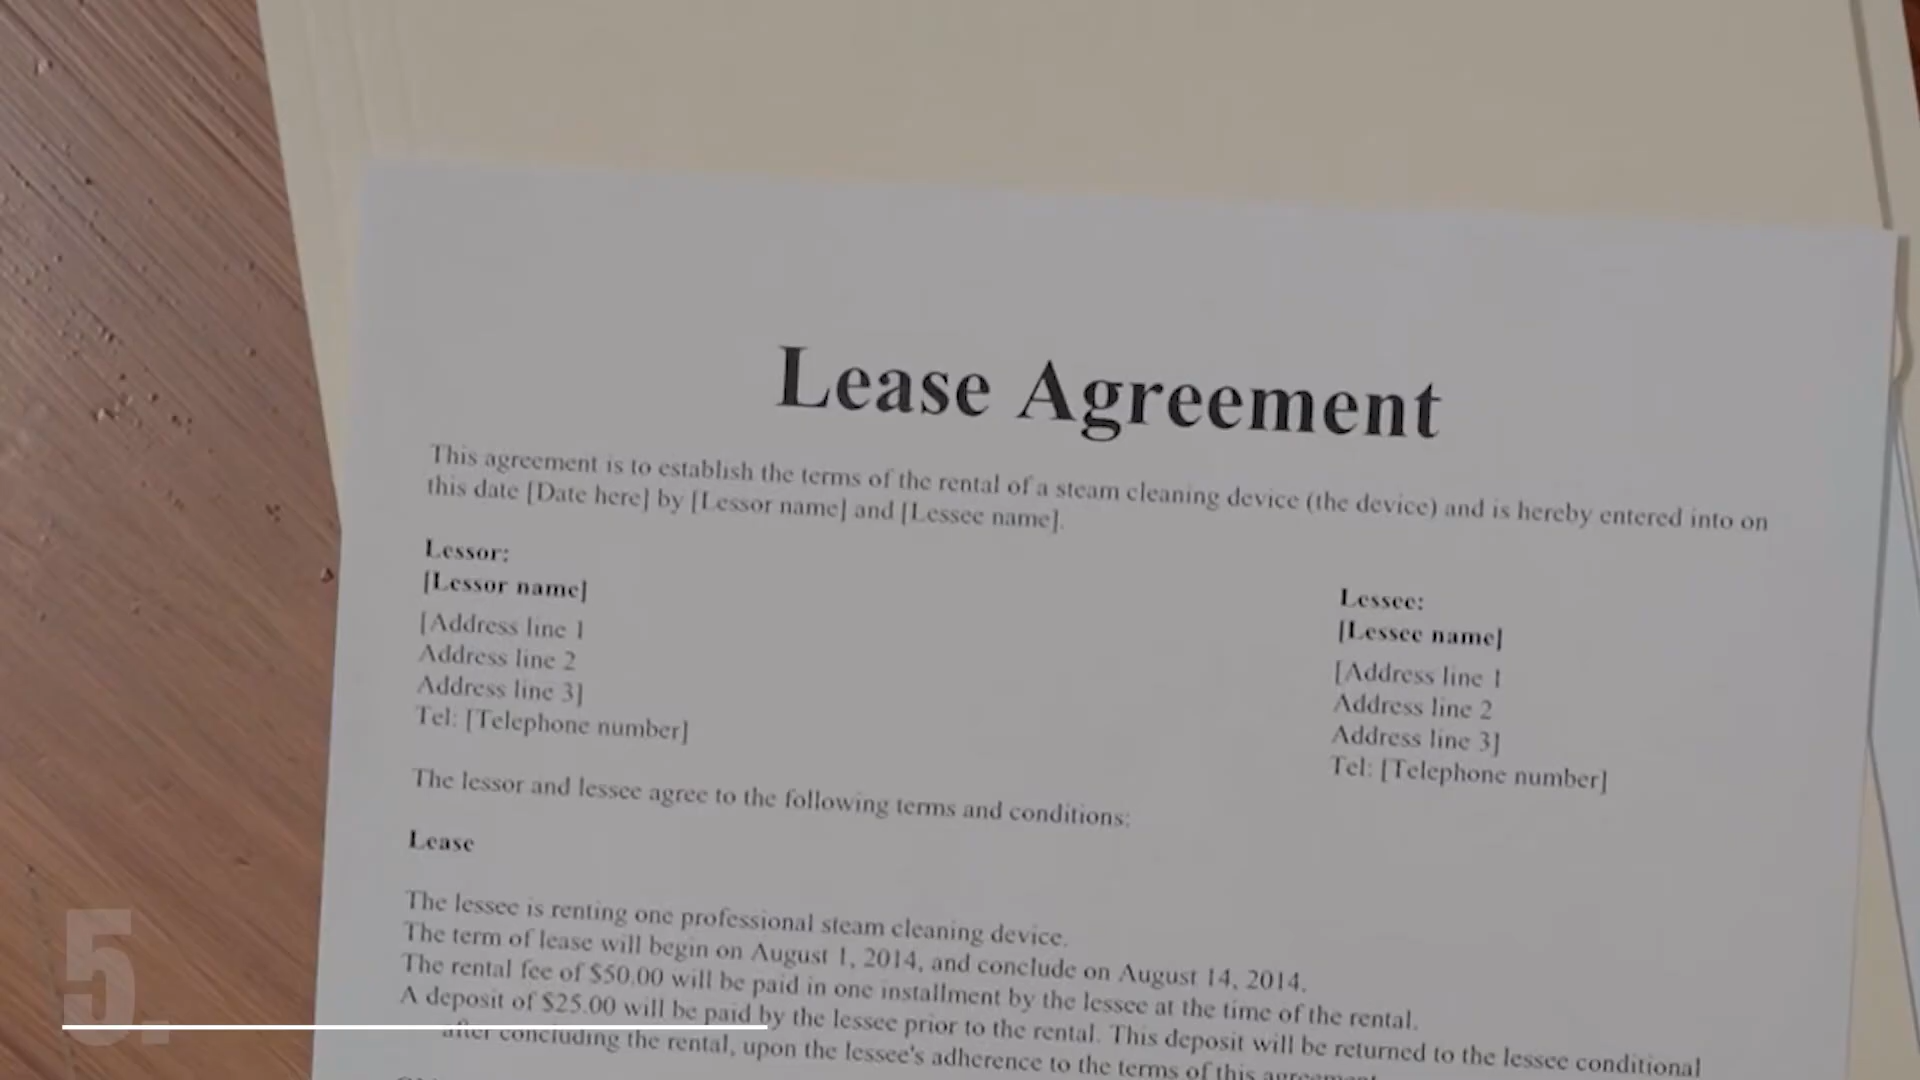 Lease Agreement
This agreement is to establish the terms of the rental of a steam cleaning device (the device) and is hereby entered into on
this date [Date here] by [Lessor name] and [Lessee name].
Lessor:
[Lessor name]
[Address line 1
Address line 2
Address line 3]
Tel: [Telephone number]
Lessee:
[Lessee name]
[Address line 1
Address line 2
Address line 3]
Tel: [Telephone number]
The lessor and lessee agree to the following terms and conditions:
Lease
The lessee is renting one professional steam cleaning device.
The term of lease will begin on August 1, 2014, and conclude on August 14, 2014.
The rental fee of $50.00 will be paid in one installment by the lessee at the time of the rental.
A deposit of $25.00 will be paid by the lessee prior to the rental. This deposit will be returned to the lessee conditional
after concluding the rental, upon the lessee's adherence to the terms of this agreement.
5.